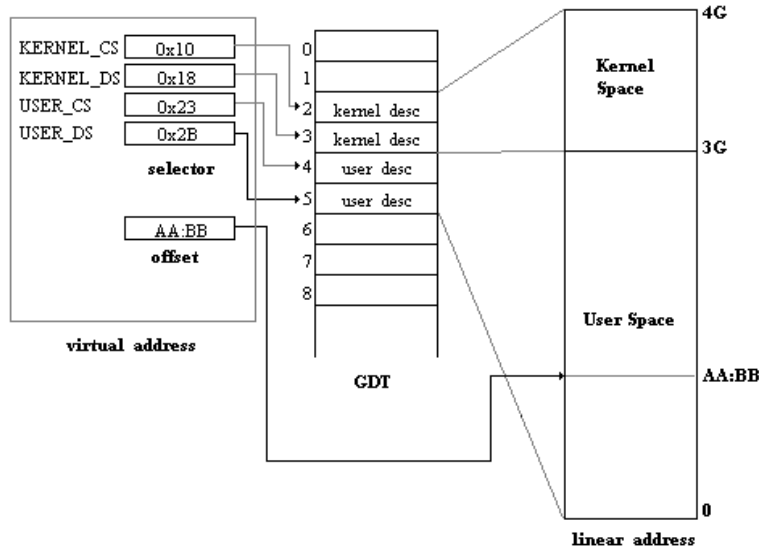 KERNEL_CS 0x10
KERNEL_DS 0x18
USER_CS 0x23
USER_DS 0x2B
selector
AA:BB
offset
virtual address
0
1
2 kernel desc
3 kernel desc
4 user desc
5 user desc
6
7
8
GDT
4G
Kernel
Space
3G
User Space
AA:BB
0
linear address